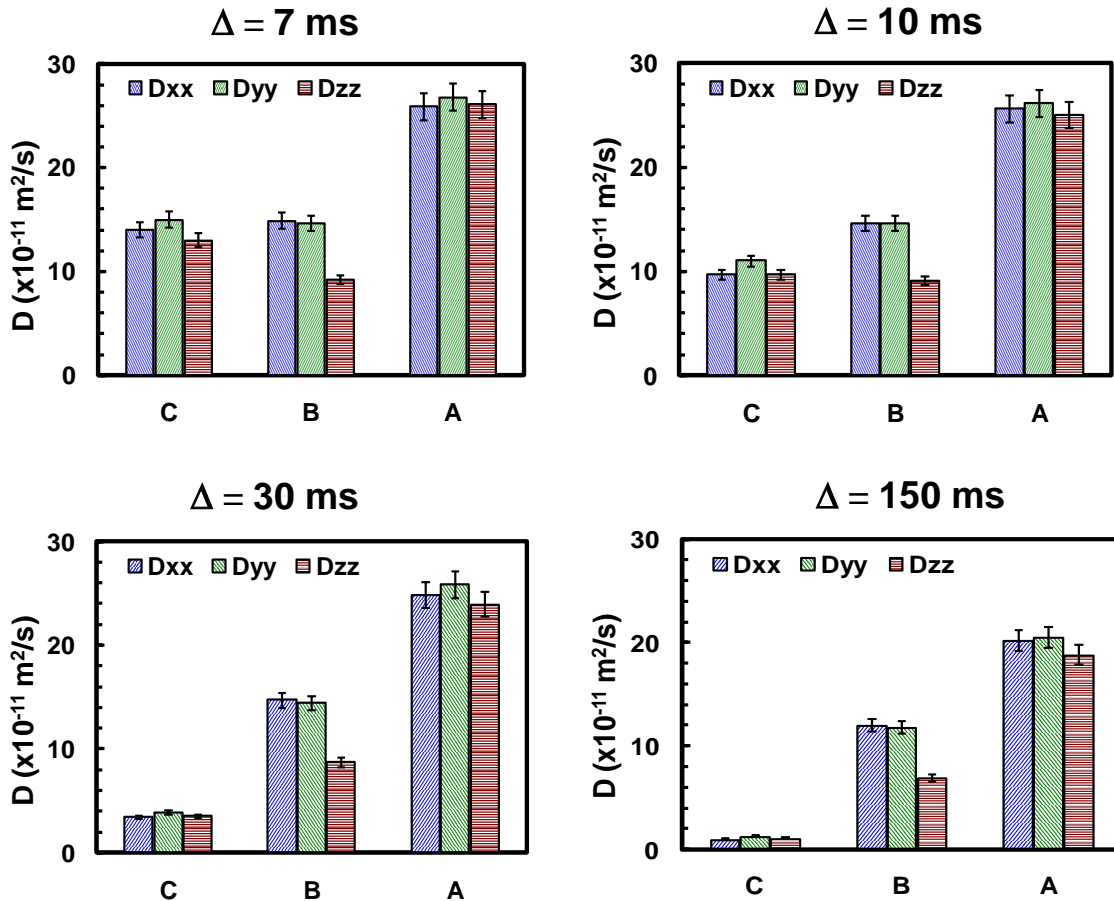 Δ = 7 ms
30
20
10
0
D (x10⁻¹¹ m²/s)
Dxx Dyy Dzz
C B A
Δ = 10 ms
30
20
10
0
D (x10⁻¹¹ m²/s)
Dxx Dyy Dzz
C B A
Δ = 30 ms
30
20
10
0
D (x10⁻¹¹ m²/s)
Dxx Dyy Dzz
C B A
Δ = 150 ms
30
20
10
0
D (x10⁻¹¹ m²/s)
Dxx Dyy Dzz
C B A